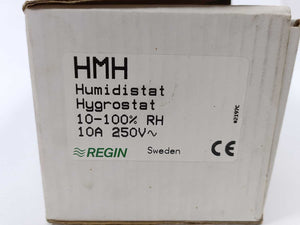 HMH
Humidistat
Hygrostat
10-100% RH
10A 250V~
REGIN Sweden CE